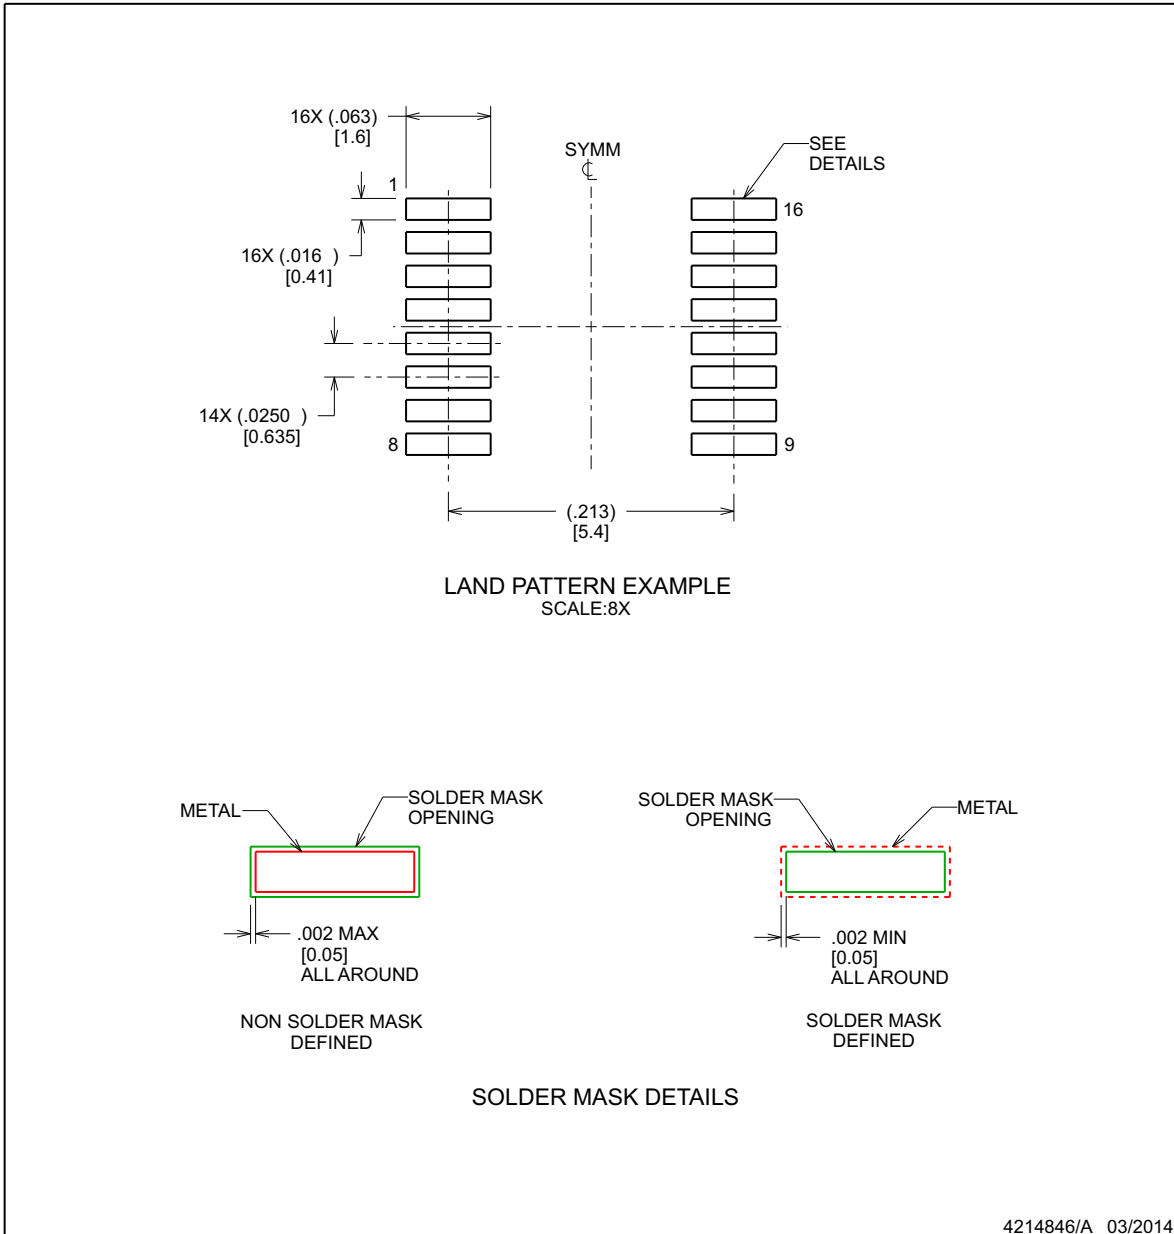 16X (.063)
[1.6]
SYMM
SEE
DETAILS
1
16
16X (.016 )
[0.41]
14X (.0250 )
[0.635]
8
9
(.213)
[5.4]
LAND PATTERN EXAMPLE
SCALE:8X
METAL
SOLDER MASK
OPENING
.002 MAX
[0.05]
ALL AROUND
NON SOLDER MASK
DEFINED
SOLDER MASK
OPENING
METAL
.002 MIN
[0.05]
ALL AROUND
SOLDER MASK
DEFINED
SOLDER MASK DETAILS
4214846/A 03/2014